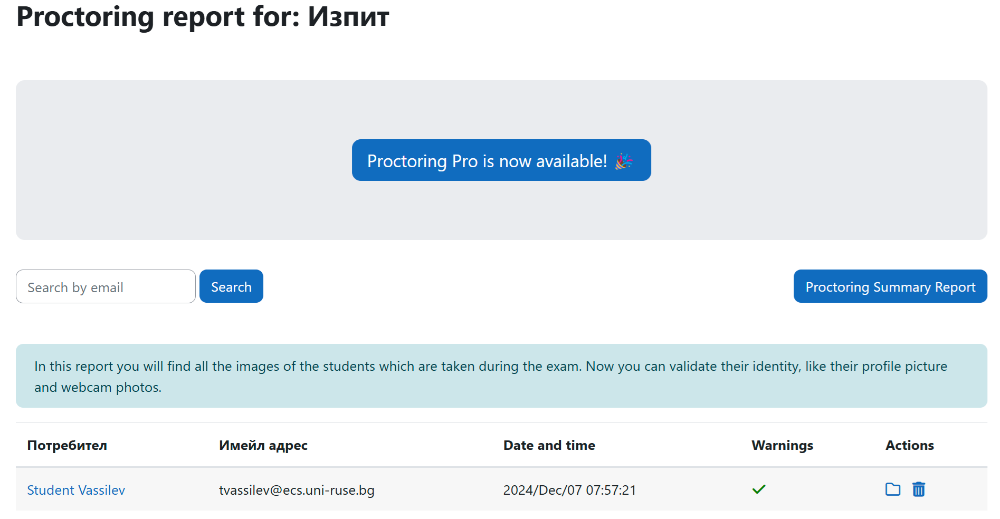 Proctoring report for: Изпит
Proctoring Pro is now available! 🎉
Search by email
Search
Proctoring Summary Report
In this report you will find all the images of the students which are taken during the exam. Now you can validate their identity, like their profile picture
and webcam photos.
Потребител Имейл адрес Date and time Warnings Actions
Student Vassilev tvassilev@ecs.uni-ruse.bg 2024/Dec/07 07:57:21